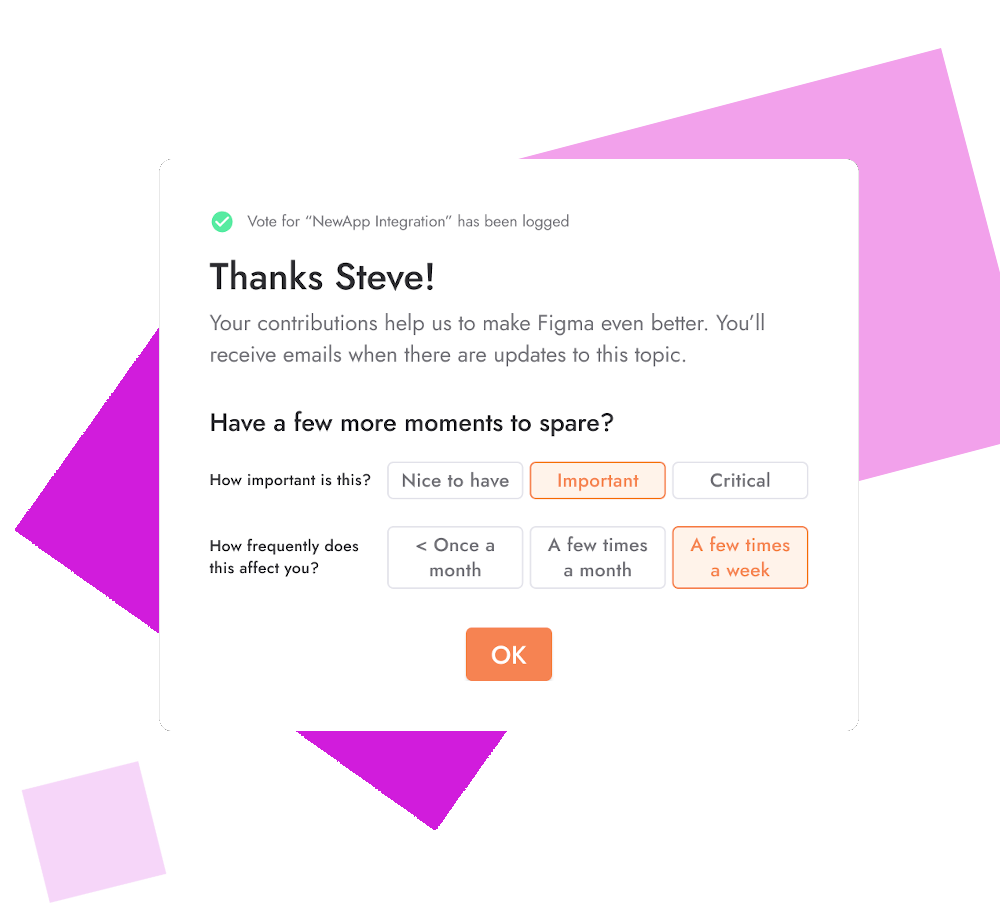 Vote for “NewApp Integration” has been logged
Thanks Steve!
Your contributions help us to make Figma even better. You’ll
receive emails when there are updates to this topic.
Have a few more moments to spare?
How important is this?
Nice to have
Important
Critical
How frequently does
this affect you?
< Once a
month
A few times
a month
A few times
a week
OK